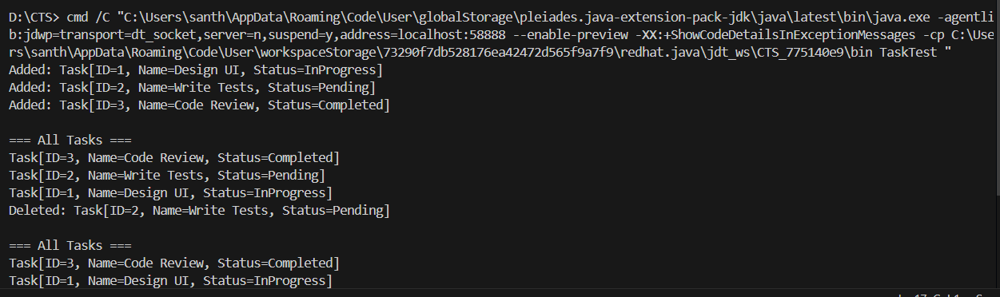 D:\CTS> cmd /C "C:\Users\santh\AppData\Roaming\Code\User\globalStorage\pleiades.java-extension-pack-jdk\java\latest\bin\java.exe -agentli
b:jdwp=transport=dt_socket,server=n,suspend=y,address=localhost:58888 --enable-preview -XX:+ShowCodeDetailsInExceptionMessages -cp C:\Use
rs\santh\AppData\Roaming\Code\User\workspaceStorage\73290f7db528176ea42472d565f9a7f9\redhat.java\jdt_ws\CTS_775140e9\bin TaskTest "
Added: Task[ID=1, Name=Design UI, Status=InProgress]
Added: Task[ID=2, Name=Write Tests, Status=Pending]
Added: Task[ID=3, Name=Code Review, Status=Completed]
=== All Tasks ===
Task[ID=3, Name=Code Review, Status=Completed]
Task[ID=2, Name=Write Tests, Status=Pending]
Task[ID=1, Name=Design UI, Status=InProgress]
Deleted: Task[ID=2, Name=Write Tests, Status=Pending]
=== All Tasks ===
Task[ID=3, Name=Code Review, Status=Completed]
Task[ID=1, Name=Design UI, Status=InProgress]